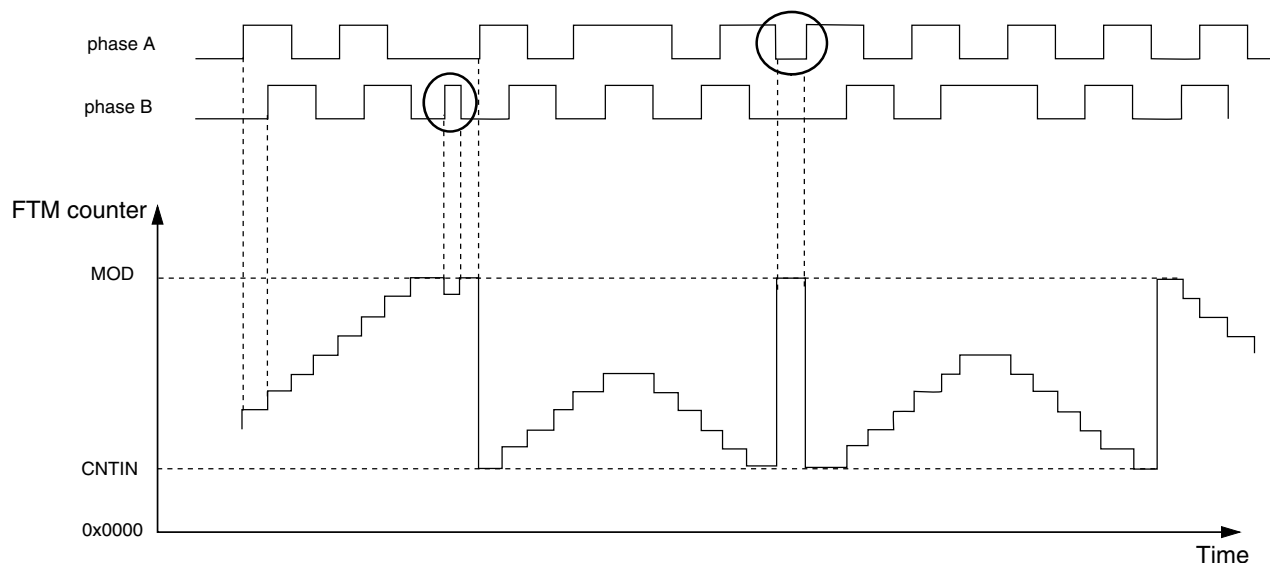 phase A
phase B
FTM counter
MOD
CNTIN
0x0000
Time